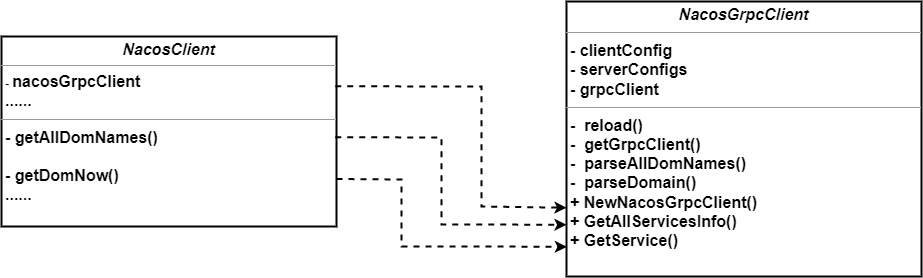 NacosClient
- nacosGrpcClient
......
- getAllDomNames()
- getDomNow()
......
NacosGrpcClient
- clientConfig
- serverConfigs
- grpcClient
- reload()
- getGrpcClient()
- parseAllDomNames()
- parseDomain()
+ NewNacosGrpcClient()
+ GetAllServicesInfo()
+ GetService()